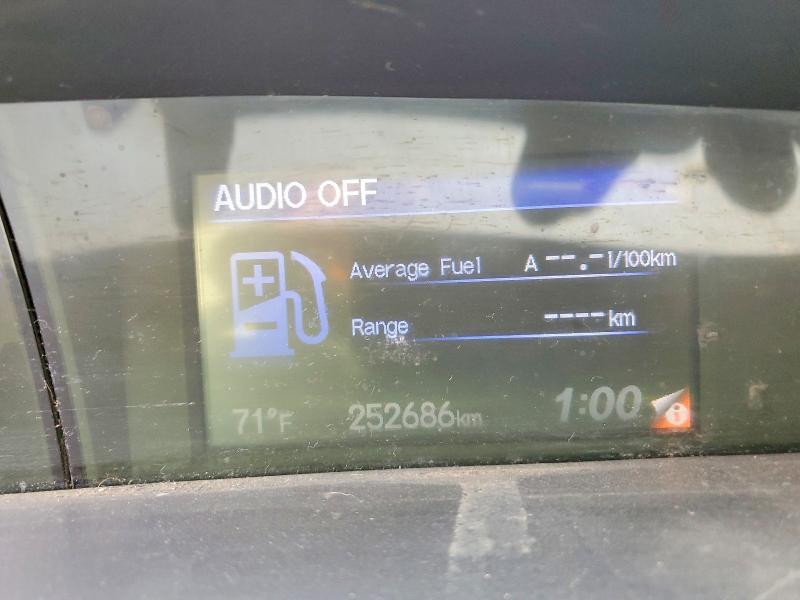 AUDIO OFF
Average Fuel A --.- l/100km
Range ---- km
71°F 252686km 1:00 i